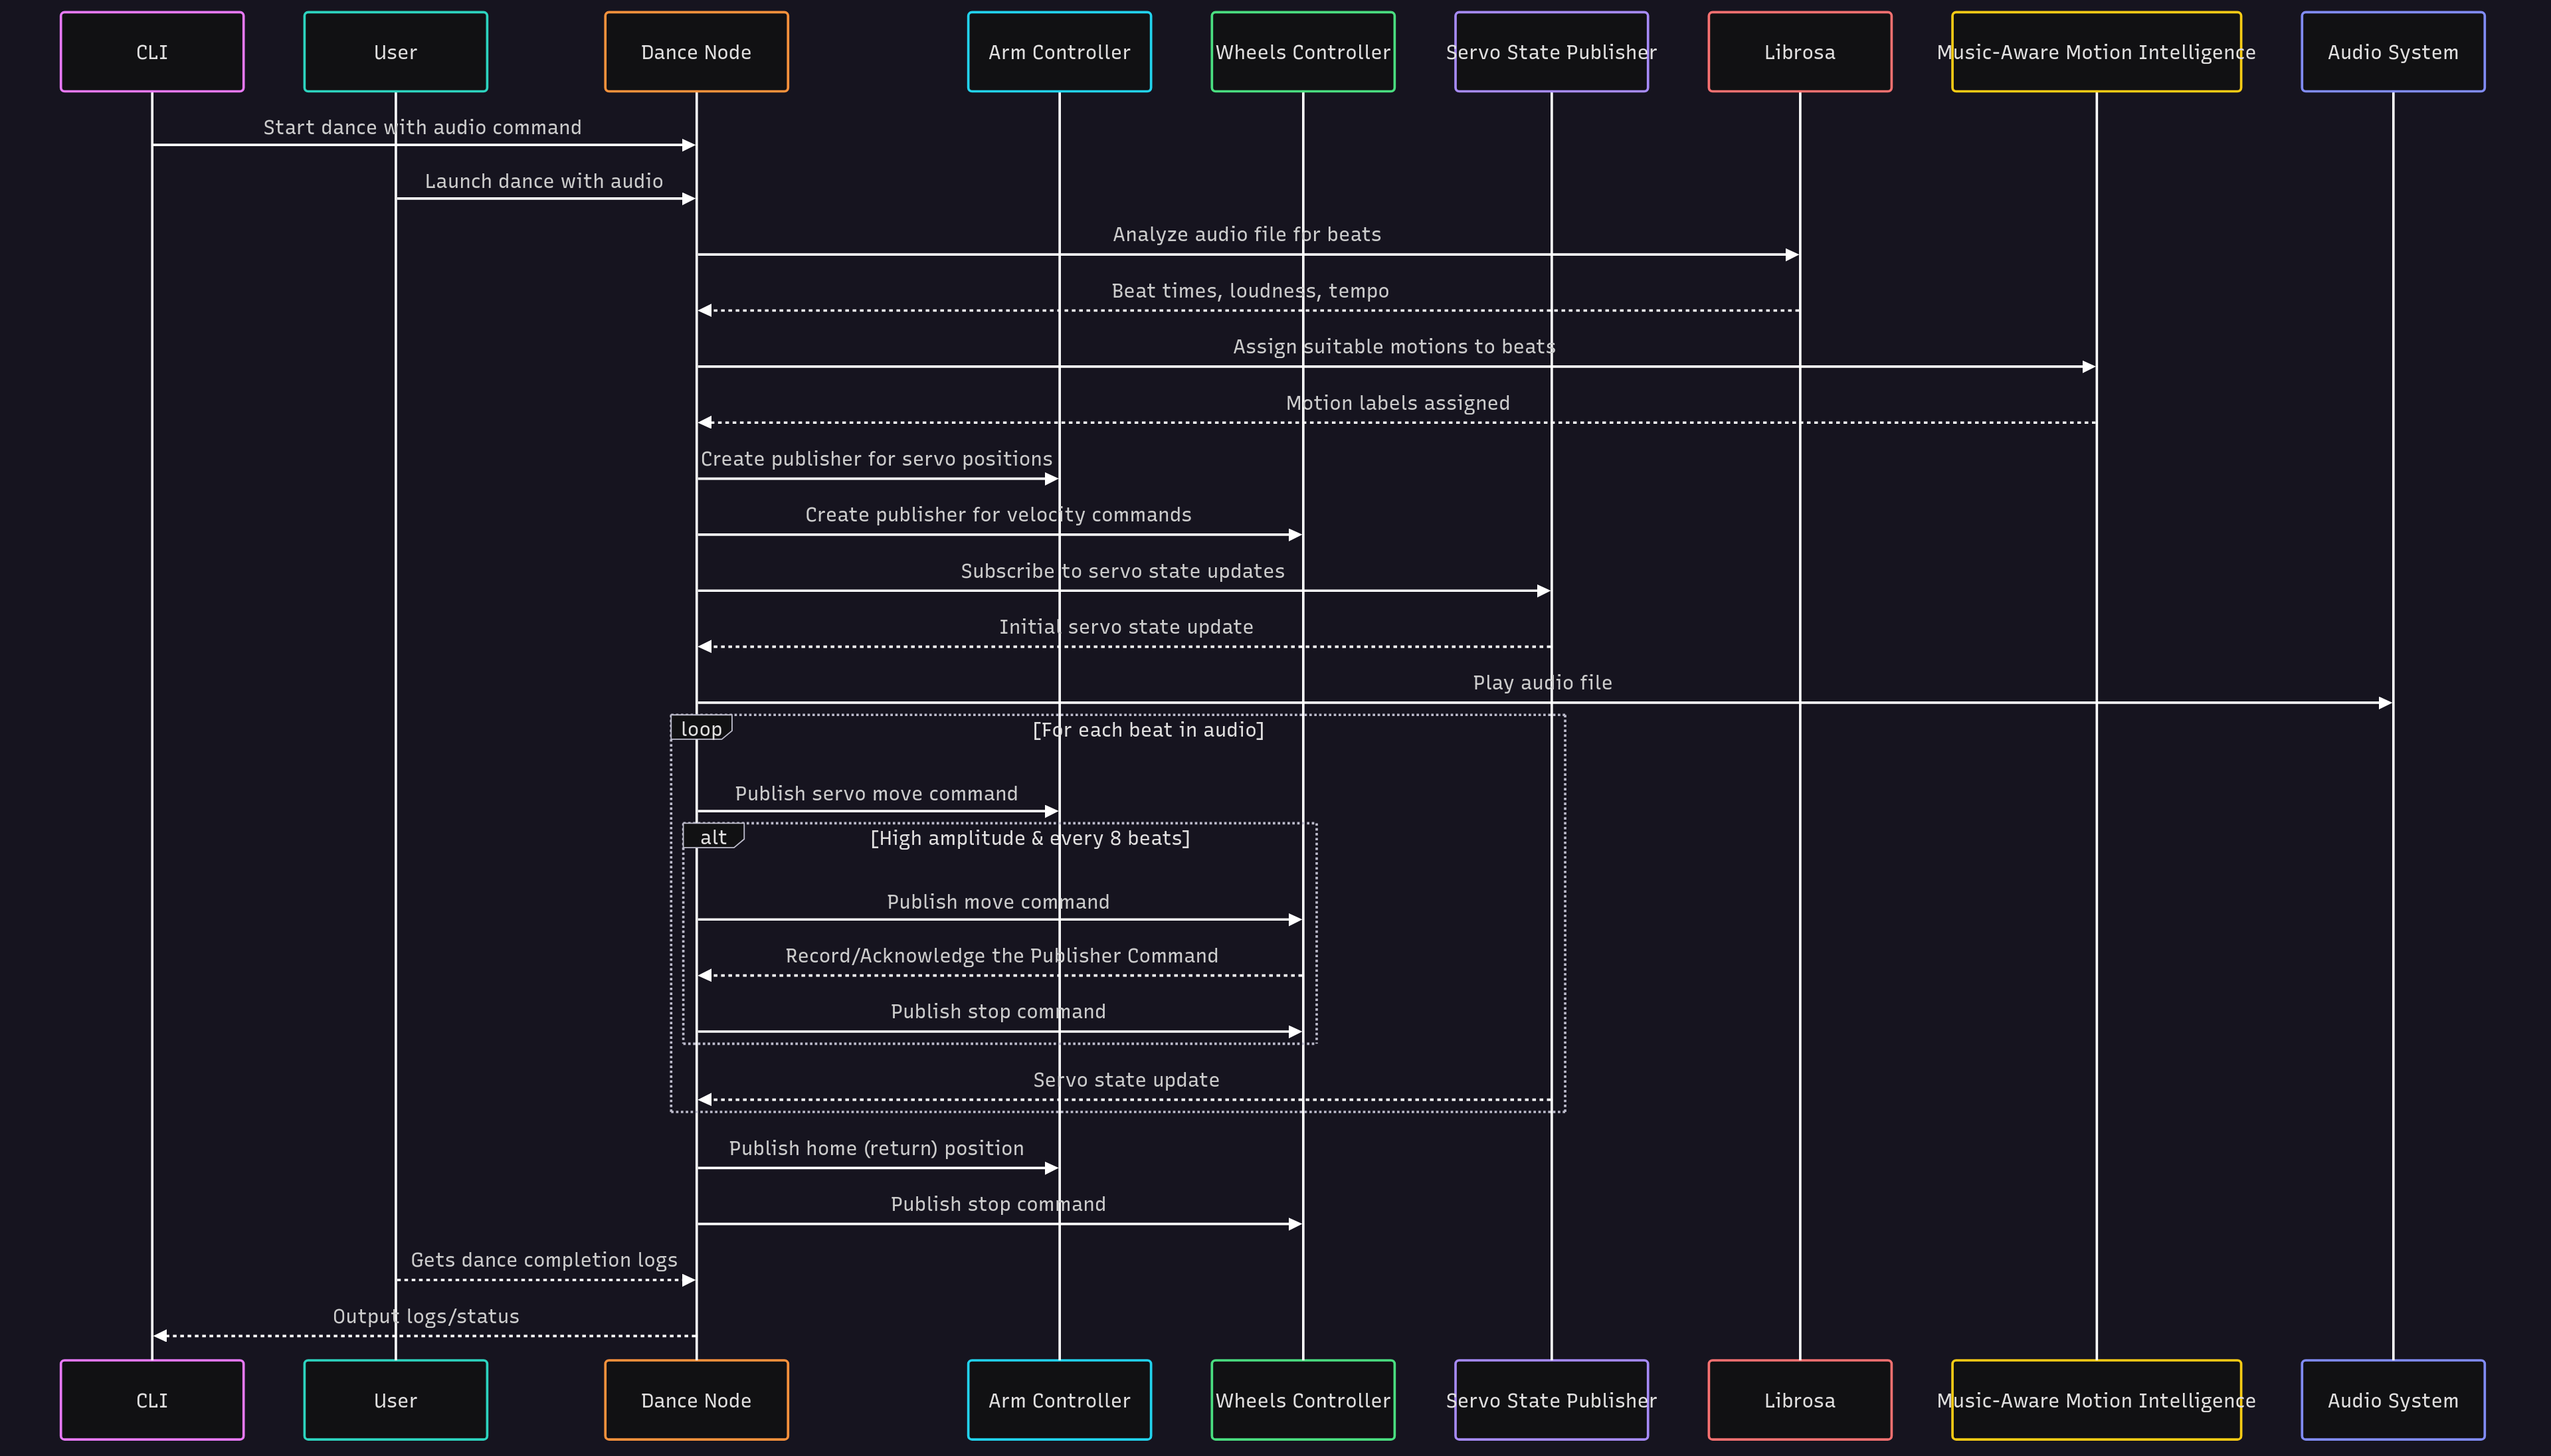 CLI
User
Dance Node
Arm Controller
Wheels Controller
Servo State Publisher
Librosa
Music-Aware Motion Intelligence
Audio System
Start dance with audio command
Launch dance with audio
Analyze audio file for beats
Beat times, loudness, tempo
Assign suitable motions to beats
Motion labels assigned
Create publisher for servo positions
Create publisher for velocity commands
Subscribe to servo state updates
Initial servo state update
Play audio file
loop
[For each beat in audio]
Publish servo move command
alt
[High amplitude & every 8 beats]
Publish move command
Record/Acknowledge the Publisher Command
Publish stop command
Servo state update
Publish home (return) position
Publish stop command
Gets dance completion logs
Output logs/status
CLI
User
Dance Node
Arm Controller
Wheels Controller
Servo State Publisher
Librosa
Music-Aware Motion Intelligence
Audio System